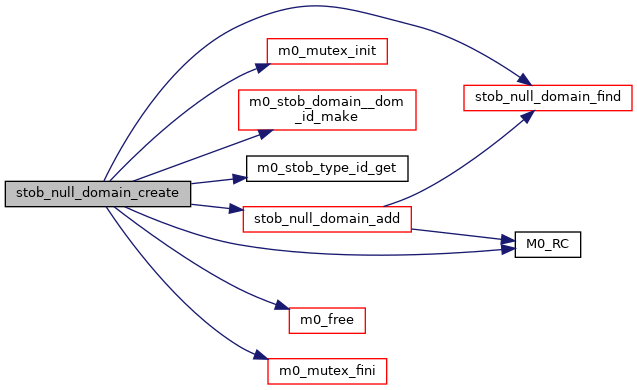 m0_mutex_init
m0_stob_domain__dom
_id_make
stob_null_domain_find
m0_stob_type_id_get
stob_null_domain_create
stob_null_domain_add
M0_RC
m0_free
m0_mutex_fini